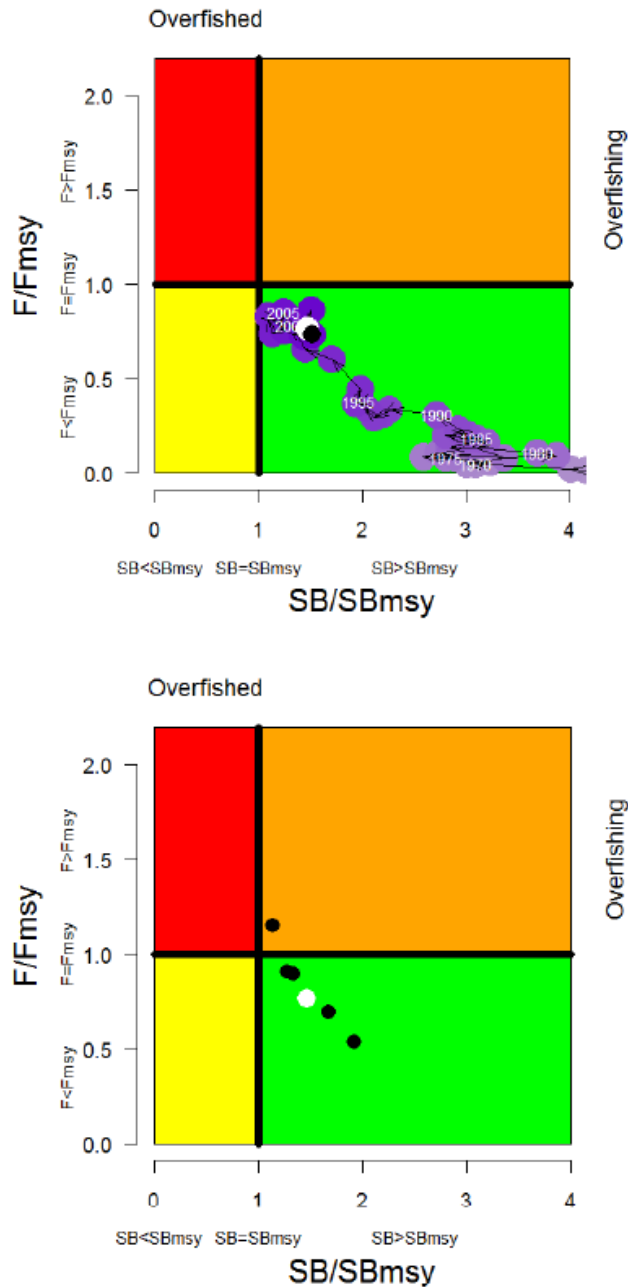 Overfished
2.0
1.5
1.0
0.5
0.0
F/Fmsy
F>Fmsy
F=Fmsy
F<Fmsy
Overfishing
2005
1995
1990
1985
1980
1975
1970
0 1 2 3 4
SB<SBmsy SB=SBmsy SB>SBmsy
SB/SBmsy
Overfished
2.0
1.5
1.0
0.5
0.0
F/Fmsy
F>Fmsy
F=Fmsy
F<Fmsy
Overfishing
0 1 2 3 4
SB<SBmsy SB=SBmsy SB>SBmsy
SB/SBmsy